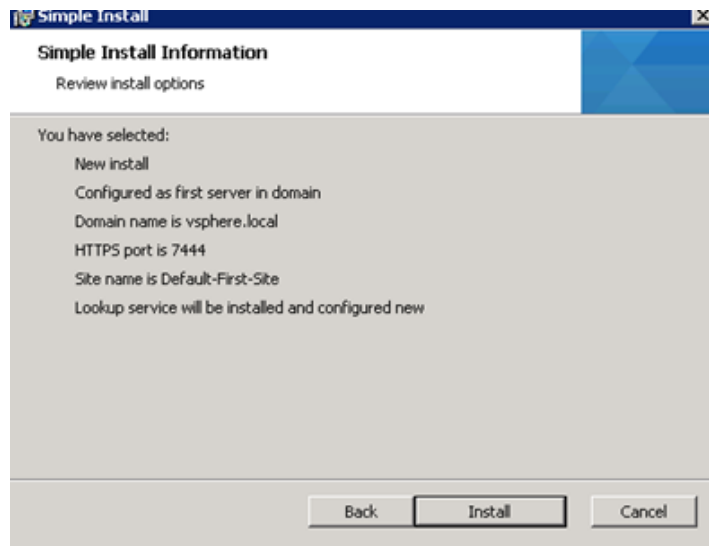 Simple Install
Simple Install Information
Review install options
You have selected:
New install
Configured as first server in domain
Domain name is vsphere.local
HTTPS port is 7444
Site name is Default-First-Site
Lookup service will be installed and configured new
Back Install Cancel